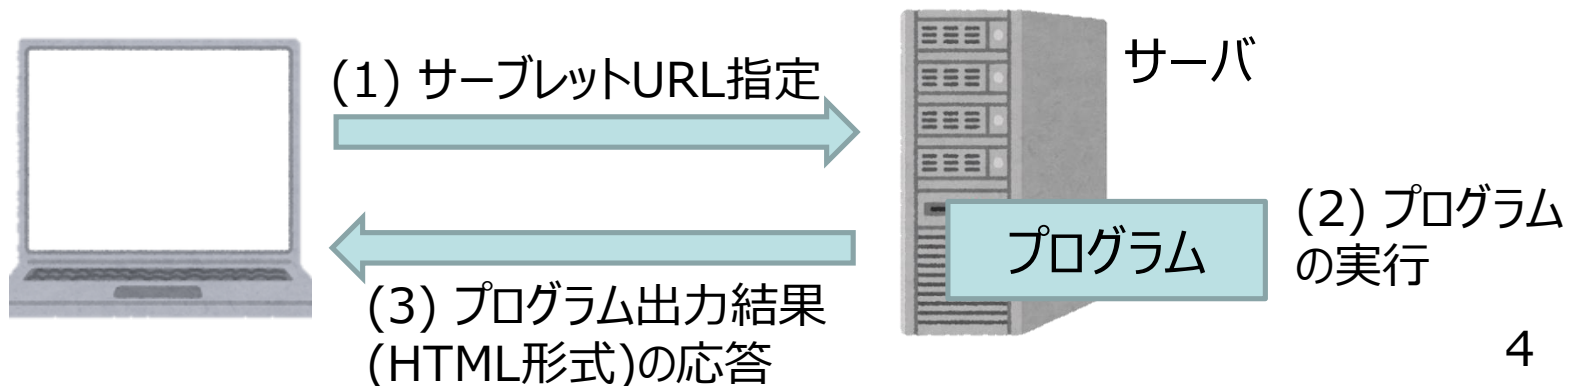 (1) サーブレットURL指定
サーバ
プログラム
(2) プログラム
の実行
(3) プログラム出力結果
(HTML形式)の応答
4